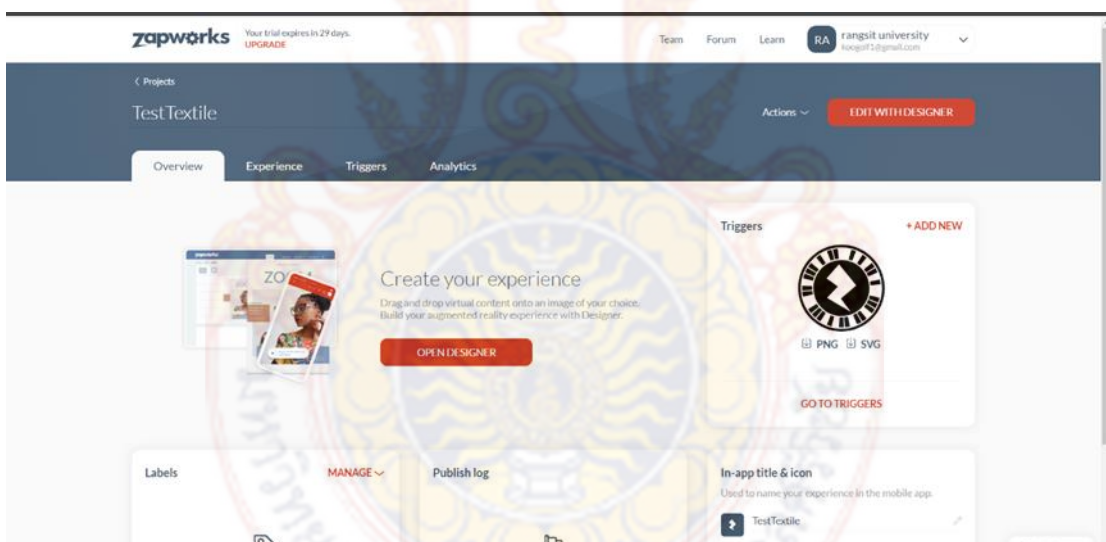 zapworks
Your trial expires in 29 days.
UPGRADE
Team
Forum
Learn
RA
rangsit university
Projects
TestTextile
Actions
EDIT WITH DESIGNER
Overview
Experience
Triggers
Analytics
Create your experience
Drag and drop virtual content onto an image of your choice.
Build your augmented reality experience with Designer.
OPEN DESIGNER
Triggers
+ ADD NEW
PNG SVG
GO TO TRIGGERS
Labels
MANAGE
Publish log
In-app title & icon
Used to name your experience in the mobile app.
TestTextile